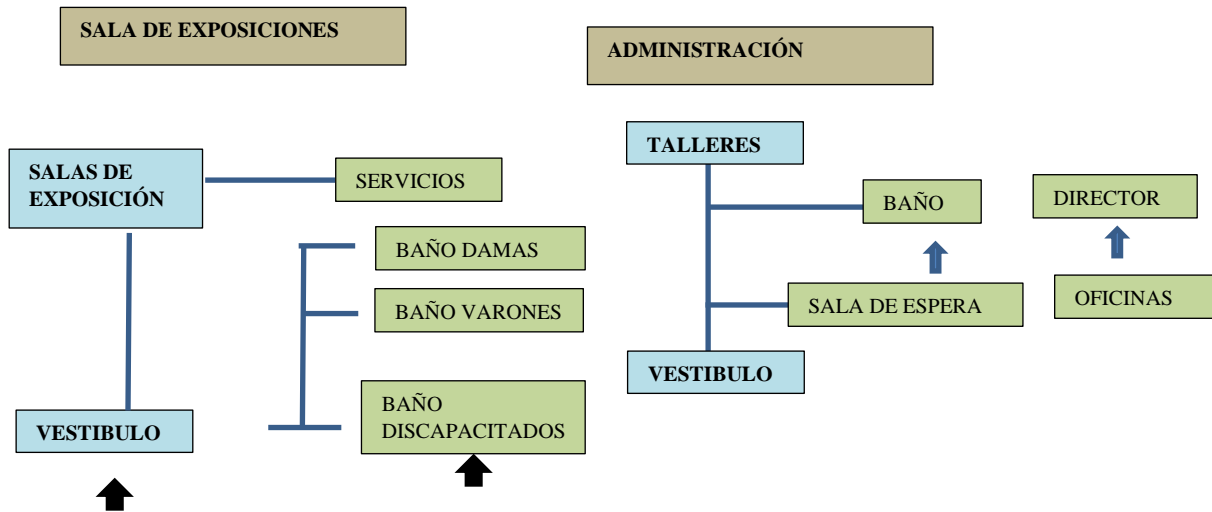 SALA DE EXPOSICIONES
SALAS DE
EXPOSICIÓN
SERVICIOS
BAÑO DAMAS
BAÑO VARONES
BAÑO
DISCAPACITADOS
VESTIBULO
ADMINISTRACIÓN
TALLERES
BAÑO
DIRECTOR
SALA DE ESPERA
OFICINAS
VESTIBULO